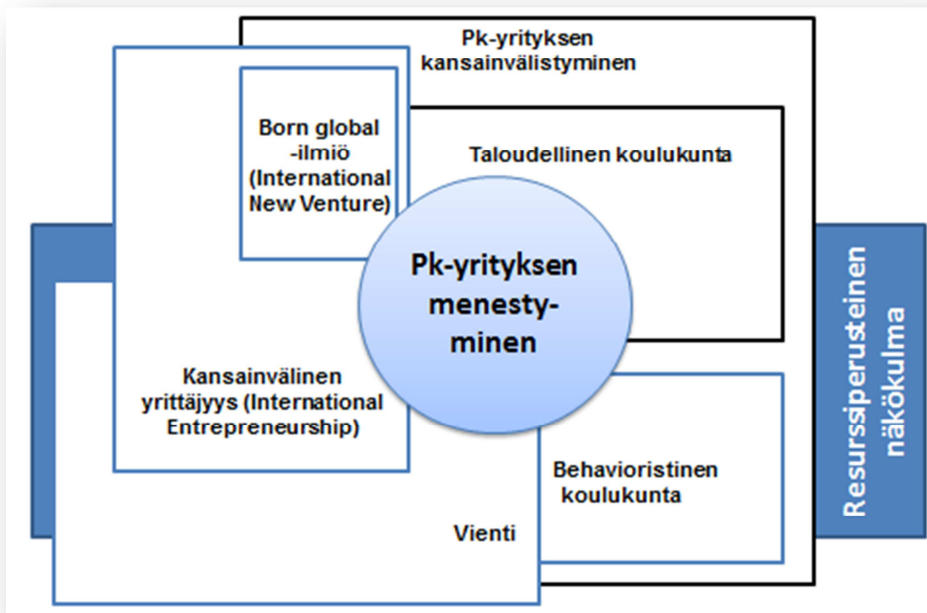 Pk-yrityksen
kansainvälistyminen
Born global
-ilmiö
(International
New Venture)
Taloudellinen koulukunta
Pk-yrityksen
menesty-
minen
Kansainvälinen
yrittäjyys (International
Entrepreneurship)
Behavioristinen
koulukunta
Vienti
Resurssiperusteinen
näkökulma